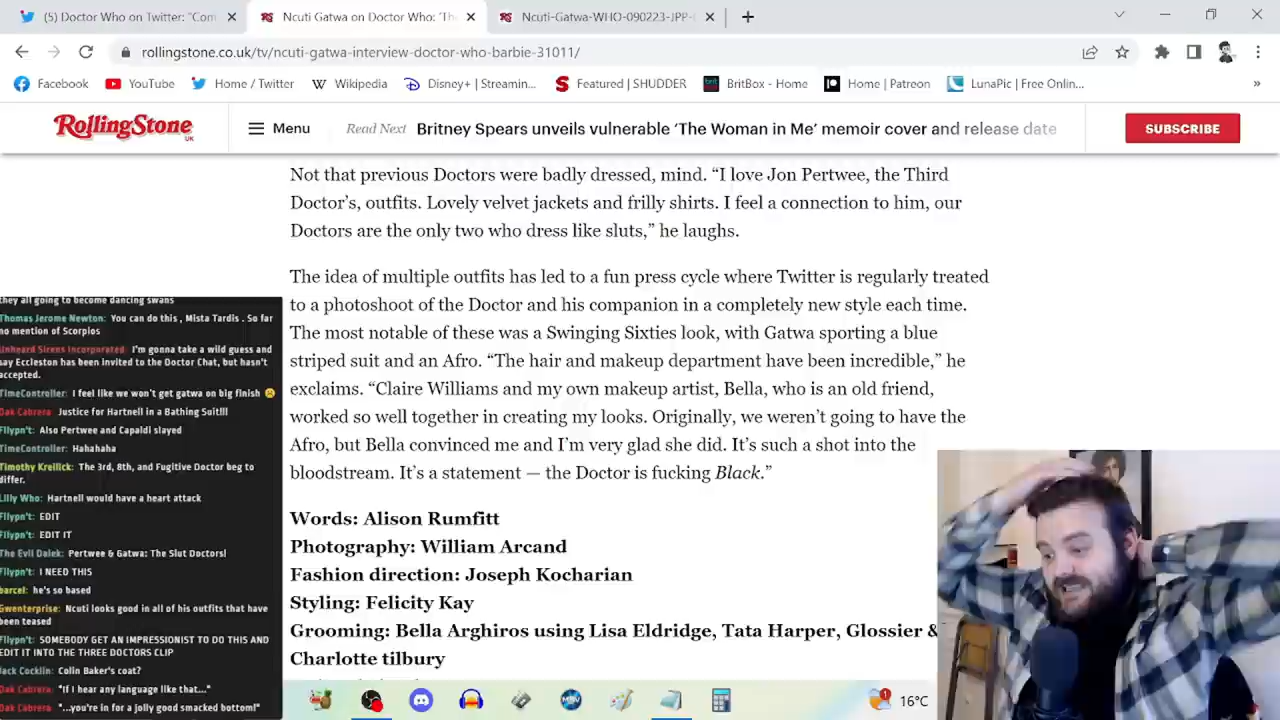 (5) Doctor Who on Twitter: "Com
Ncuti Gatwa on Doctor Who: 'The
Ncuti-Gatwa-WHO-090223-JPP-
rollingstone.co.uk/tv/ncuti-gatwa-interview-doctor-who-barbie-31011/
Facebook
YouTube
Home / Twitter
Wikipedia
Disney+ | Streamin...
Featured | SHUDDER
BritBox - Home
Home | Patreon
LunaPic | Free Onlin...
»
RollingStone
UK
Menu
Read Next Britney Spears unveils vulnerable 'The Woman in Me' memoir cover and release date
SUBSCRIBE
Not that previous Doctors were badly dressed, mind. “I love Jon Pertwee, the Third
Doctor’s, outfits. Lovely velvet jackets and frilly shirts. I feel a connection to him, our
Doctors are the only two who dress like sluts,” he laughs.
The idea of multiple outfits has led to a fun press cycle where Twitter is regularly treated
to a photoshoot of the Doctor and his companion in a completely new style each time.
The most notable of these was a Swinging Sixties look, with Gatwa sporting a blue
striped suit and an Afro. “The hair and makeup department have been incredible,” he
exclaims. “Claire Williams and my own makeup artist, Bella, who is an old friend,
worked so well together in creating my looks. Originally, we weren’t going to have the
Afro, but Bella convinced me and I’m very glad she did. It’s such a shot into the
bloodstream. It’s a statement — the Doctor is fucking Black.”
Words: Alison Rumfitt
Photography: William Arcand
Fashion direction: Joseph Kocharian
Styling: Felicity Kay
Grooming: Bella Arghiros using Lisa Eldridge, Tata Harper, Glossier &
Charlotte tilbury
they all going to become dancing swans
Thomas Jerome Newton: You can do this , Mista Tardis . So far
no mention of Scorpios
Unheard Sirens Incorporated: I'm gonna take a wild guess and
say Eccleston has been invited to the Doctor Chat, but hasn't
accepted.
TimeController: I feel like we won't get gatwa on big finish
Dak Cabrera: Justice for Hartnell in a Bathing Suit!!!
Fllypn't: Also Pertwee and Capaldi slayed
TimeController: Hahahaha
Timothy Krellick: The 3rd, 8th, and Fugitive Doctor beg to
differ.
Lilly Who: Hartnell would have a heart attack
Fllypn't: EDIT
Fllypn't: EDIT IT
The Evil Dalek: Pertwee & Gatwa: The Slut Doctors!
Fllypn't: I NEED THIS
barcel: he's so based
Gwenterprise: Ncuti looks good in all of his outfits that have
been teased
Fllypn't: SOMEBODY GET AN IMPRESSIONIST TO DO THIS AND
EDIT IT INTO THE THREE DOCTORS CLIP
Jack Cocklin: Colin Baker's coat?
Dak Cabrera: "If I hear any language like that..."
Dak Cabrera: "...you're in for a jolly good smacked bottom!"
16°C